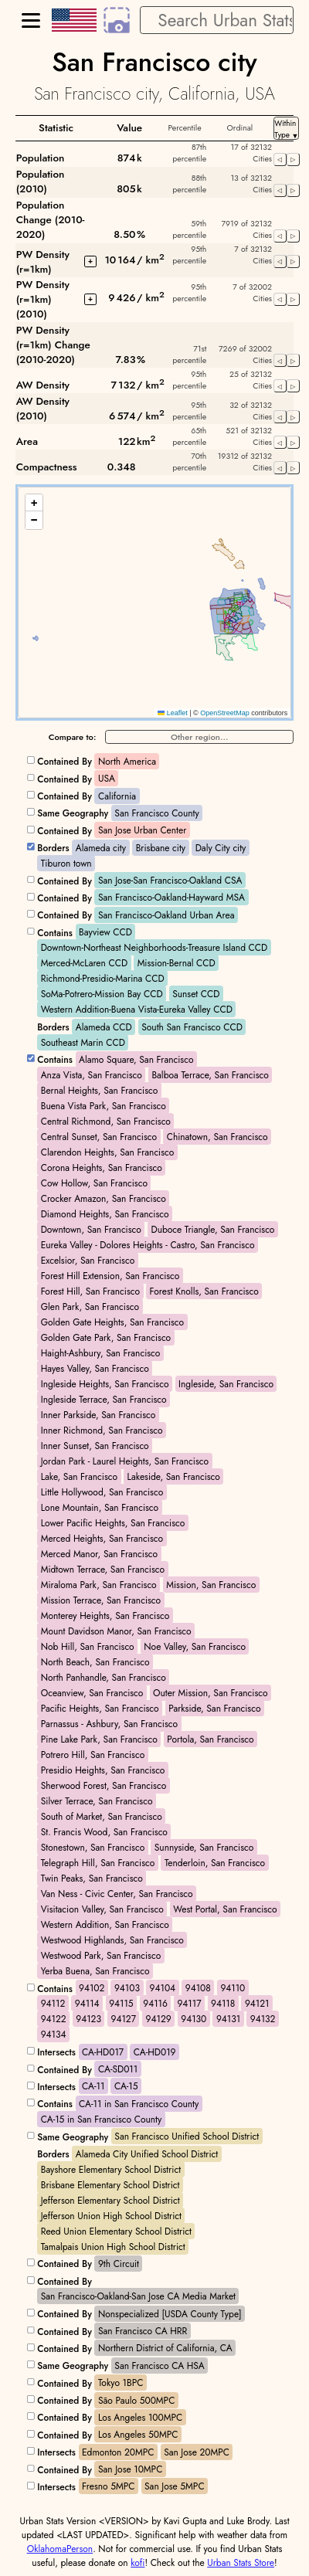 Search Urban Stats
San Francisco city
San Francisco city, California, USA
Statistic Value Percentile Ordinal Within Type ▼
Population 874k 87th percentile 17 of 32132 Cities ◁ ▷
Population (2010) 805k 88th percentile 13 of 32132 Cities ◁ ▷
Population Change (2010-2020) 8.50% 59th percentile 7919 of 32132 Cities ◁ ▷
PW Density (r=1km) + 10164/ km2 95th percentile 7 of 32132 Cities ◁ ▷
PW Density (r=1km) (2010) + 9426/ km2 95th percentile 7 of 32002 Cities ◁ ▷
PW Density (r=1km) Change (2010-2020) 7.83% 71st percentile 7269 of 32002 Cities ◁ ▷
AW Density 7132/ km2 95th percentile 25 of 32132 Cities ◁ ▷
AW Density (2010) 6574/ km2 95th percentile 32 of 32132 Cities ◁ ▷
Area 122km2 65th percentile 521 of 32132 Cities ◁ ▷
Compactness 0.348 70th percentile 19312 of 32132 Cities ◁ ▷
+
−
Leaflet | © OpenStreetMap contributors
Compare to: Other region...
Contained By North America
Contained By USA
Contained By California
Same Geography San Francisco County
Contained By San Jose Urban Center
Borders Alameda city Brisbane city Daly City city
Tiburon town
Contained By San Jose-San Francisco-Oakland CSA
Contained By San Francisco-Oakland-Hayward MSA
Contained By San Francisco-Oakland Urban Area
Contains Bayview CCD
Downtown-Northeast Neighborhoods-Treasure Island CCD
Merced-McLaren CCD Mission-Bernal CCD
Richmond-Presidio-Marina CCD
SoMa-Potrero-Mission Bay CCD Sunset CCD
Western Addition-Buena Vista-Eureka Valley CCD
Borders Alameda CCD South San Francisco CCD
Southeast Marin CCD
Contains Alamo Square, San Francisco
Anza Vista, San Francisco Balboa Terrace, San Francisco
Bernal Heights, San Francisco
Buena Vista Park, San Francisco
Central Richmond, San Francisco
Central Sunset, San Francisco Chinatown, San Francisco
Clarendon Heights, San Francisco
Corona Heights, San Francisco
Cow Hollow, San Francisco
Crocker Amazon, San Francisco
Diamond Heights, San Francisco
Downtown, San Francisco Duboce Triangle, San Francisco
Eureka Valley - Dolores Heights - Castro, San Francisco
Excelsior, San Francisco
Forest Hill Extension, San Francisco
Forest Hill, San Francisco Forest Knolls, San Francisco
Glen Park, San Francisco
Golden Gate Heights, San Francisco
Golden Gate Park, San Francisco
Haight-Ashbury, San Francisco
Hayes Valley, San Francisco
Ingleside Heights, San Francisco Ingleside, San Francisco
Ingleside Terrace, San Francisco
Inner Parkside, San Francisco
Inner Richmond, San Francisco
Inner Sunset, San Francisco
Jordan Park - Laurel Heights, San Francisco
Lake, San Francisco Lakeside, San Francisco
Little Hollywood, San Francisco
Lone Mountain, San Francisco
Lower Pacific Heights, San Francisco
Merced Heights, San Francisco
Merced Manor, San Francisco
Midtown Terrace, San Francisco
Miraloma Park, San Francisco Mission, San Francisco
Mission Terrace, San Francisco
Monterey Heights, San Francisco
Mount Davidson Manor, San Francisco
Nob Hill, San Francisco Noe Valley, San Francisco
North Beach, San Francisco
North Panhandle, San Francisco
Oceanview, San Francisco Outer Mission, San Francisco
Pacific Heights, San Francisco Parkside, San Francisco
Parnassus - Ashbury, San Francisco
Pine Lake Park, San Francisco Portola, San Francisco
Potrero Hill, San Francisco
Presidio Heights, San Francisco
Sherwood Forest, San Francisco
Silver Terrace, San Francisco
South of Market, San Francisco
St. Francis Wood, San Francisco
Stonestown, San Francisco Sunnyside, San Francisco
Telegraph Hill, San Francisco Tenderloin, San Francisco
Twin Peaks, San Francisco
Van Ness - Civic Center, San Francisco
Visitacion Valley, San Francisco West Portal, San Francisco
Western Addition, San Francisco
Westwood Highlands, San Francisco
Westwood Park, San Francisco
Yerba Buena, San Francisco
Contains 94102 94103 94104 94108 94110
94112 94114 94115 94116 94117 94118 94121
94122 94123 94127 94129 94130 94131 94132
94134
Intersects CA-HD017 CA-HD019
Contained By CA-SD011
Intersects CA-11 CA-15
Contains CA-11 in San Francisco County
CA-15 in San Francisco County
Same Geography San Francisco Unified School District
Borders Alameda City Unified School District
Bayshore Elementary School District
Brisbane Elementary School District
Jefferson Elementary School District
Jefferson Union High School District
Reed Union Elementary School District
Tamalpais Union High School District
Contained By 9th Circuit
Contained By
San Francisco-Oakland-San Jose CA Media Market
Contained By Nonspecialized [USDA County Type]
Contained By San Francisco CA HRR
Contained By Northern District of California, CA
Same Geography San Francisco CA HSA
Contained By Tokyo 1BPC
Contained By São Paulo 500MPC
Contained By Los Angeles 100MPC
Contained By Los Angeles 50MPC
Intersects Edmonton 20MPC San Jose 20MPC
Contained By San Jose 10MPC
Intersects Fresno 5MPC San Jose 5MPC
Urban Stats Version <VERSION> by Kavi Gupta and Luke Brody. Last
updated <LAST UPDATED>. Significant help with weather data from
OklahomaPerson. Not for commercial use. If you find Urban Stats
useful, please donate on kofi! Check out the Urban Stats Store!